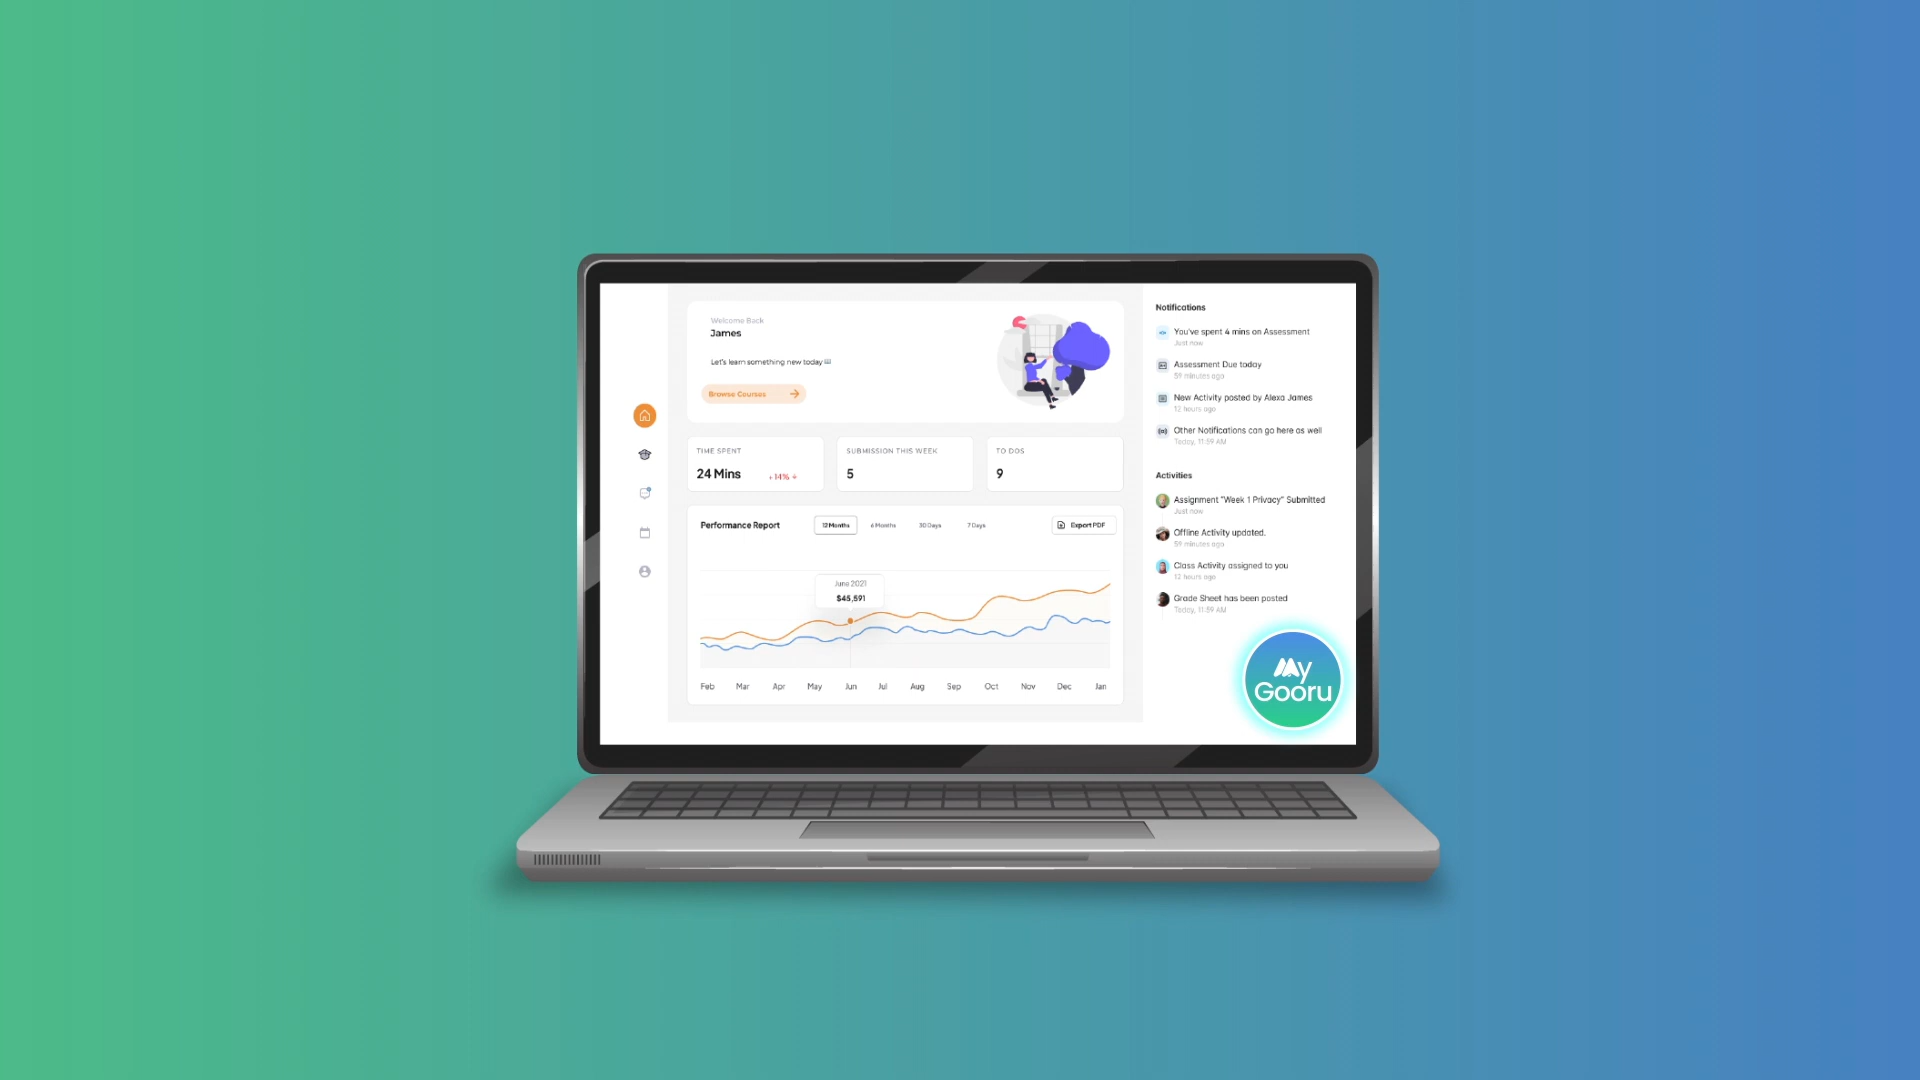 Welcome Back
James
Let's learn something new today
Browse Courses
TIME SPENT
24 Mins
+14%
SUBMISSION THIS WEEK
5
TO DOS
9
Performance Report
12 Months
6 Months
30 Days
7 Days
Export PDF
June 2021
$45,591
Feb
Mar
Apr
May
Jun
Jul
Aug
Sep
Oct
Nov
Dec
Jan
Notifications
You've spent 4 mins on Assessment
Just now
Assessment Due today
59 minutes ago
New Activity posted by Alexa James
12 hours ago
Other Notifications can go here as well
Today, 11:59 AM
Activities
Assignment "Week 1 Privacy" Submitted
Just now
Offline Activity updated.
59 minutes ago
Class Activity assigned to you
12 hours ago
Grade Sheet has been posted
Today, 11:59 AM
My
Gooru